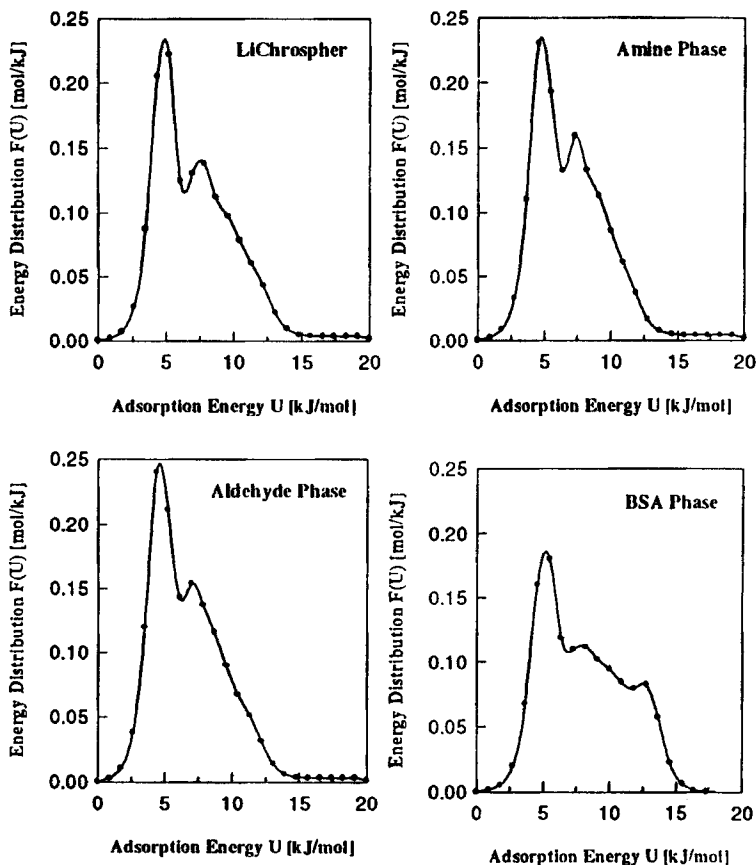 LiChrospher
Energy Distribution F(U) [mol/kJ]
0.25
0.20
0.15
0.10
0.05
0.00
0 5 10 15 20
Adsorption Energy U [kJ/mol]
Amine Phase
Energy Distribution F(U) [mol/kJ]
0.25
0.20
0.15
0.10
0.05
0.00
0 5 10 15 20
Adsorption Energy U [kJ/mol]
Aldehyde Phase
Energy Distribution F(U) [mol/kJ]
0.25
0.20
0.15
0.10
0.05
0.00
0 5 10 15 20
Adsorption Energy U [kJ/mol]
BSA Phase
Energy Distribution F(U) [mol/kJ]
0.25
0.20
0.15
0.10
0.05
0.00
0 5 10 15 20
Adsorption Energy U [kJ/mol]